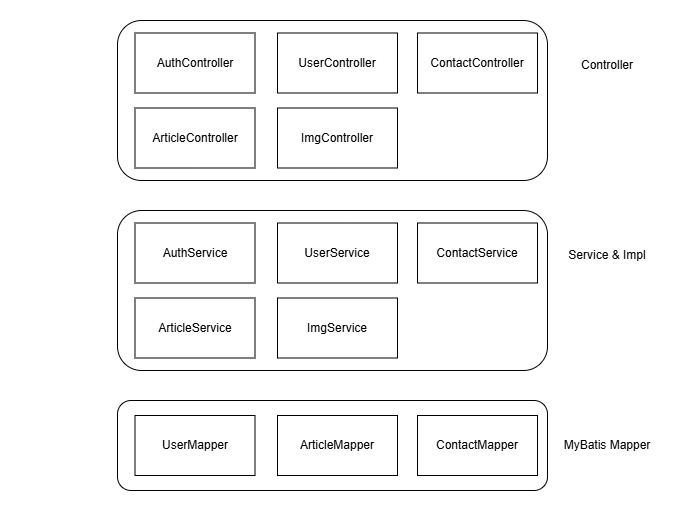 AuthController
UserController
ContactController
Controller
ArticleController
ImgController
AuthService
UserService
ContactService
Service & Impl
ArticleService
ImgService
UserMapper
ArticleMapper
ContactMapper
MyBatis Mapper